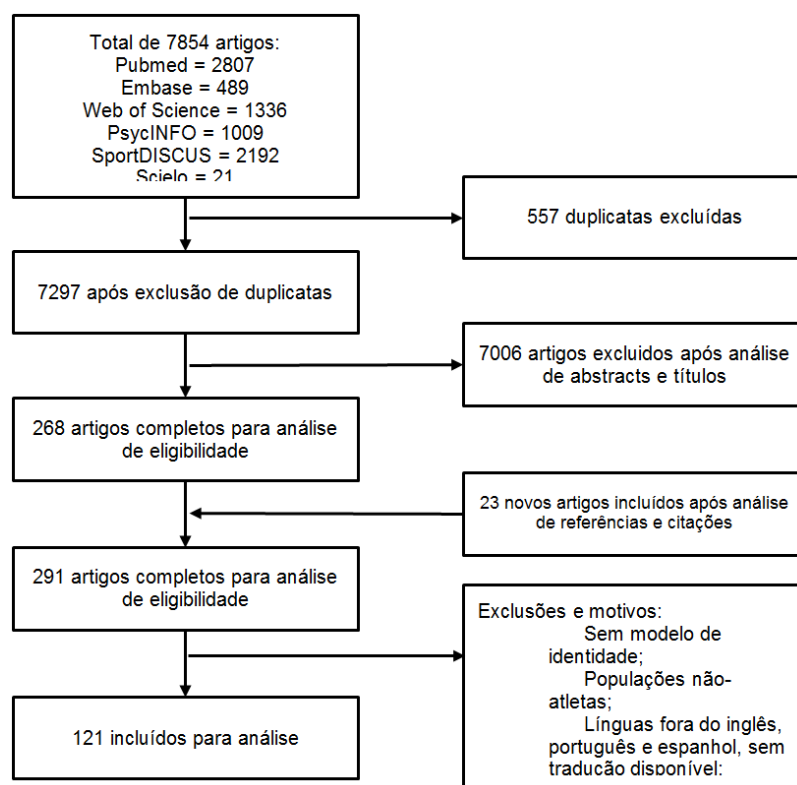 Total de 7854 artigos:
Pubmed = 2807
Embase = 489
Web of Science = 1336
PsycINFO = 1009
SportDISCUS = 2192
Scielo = 21
557 duplicatas excluídas
7297 após exclusão de duplicatas
7006 artigos excluidos após análise
de abstracts e títulos
268 artigos completos para análise
de eligibilidade
23 novos artigos incluídos após análise
de referências e citações
291 artigos completos para análise
de eligibilidade
Exclusões e motivos:
Sem modelo de
identidade;
Populações não-
atletas;
Línguas fora do inglês,
português e espanhol, sem
tradução disponível;
121 incluídos para análise